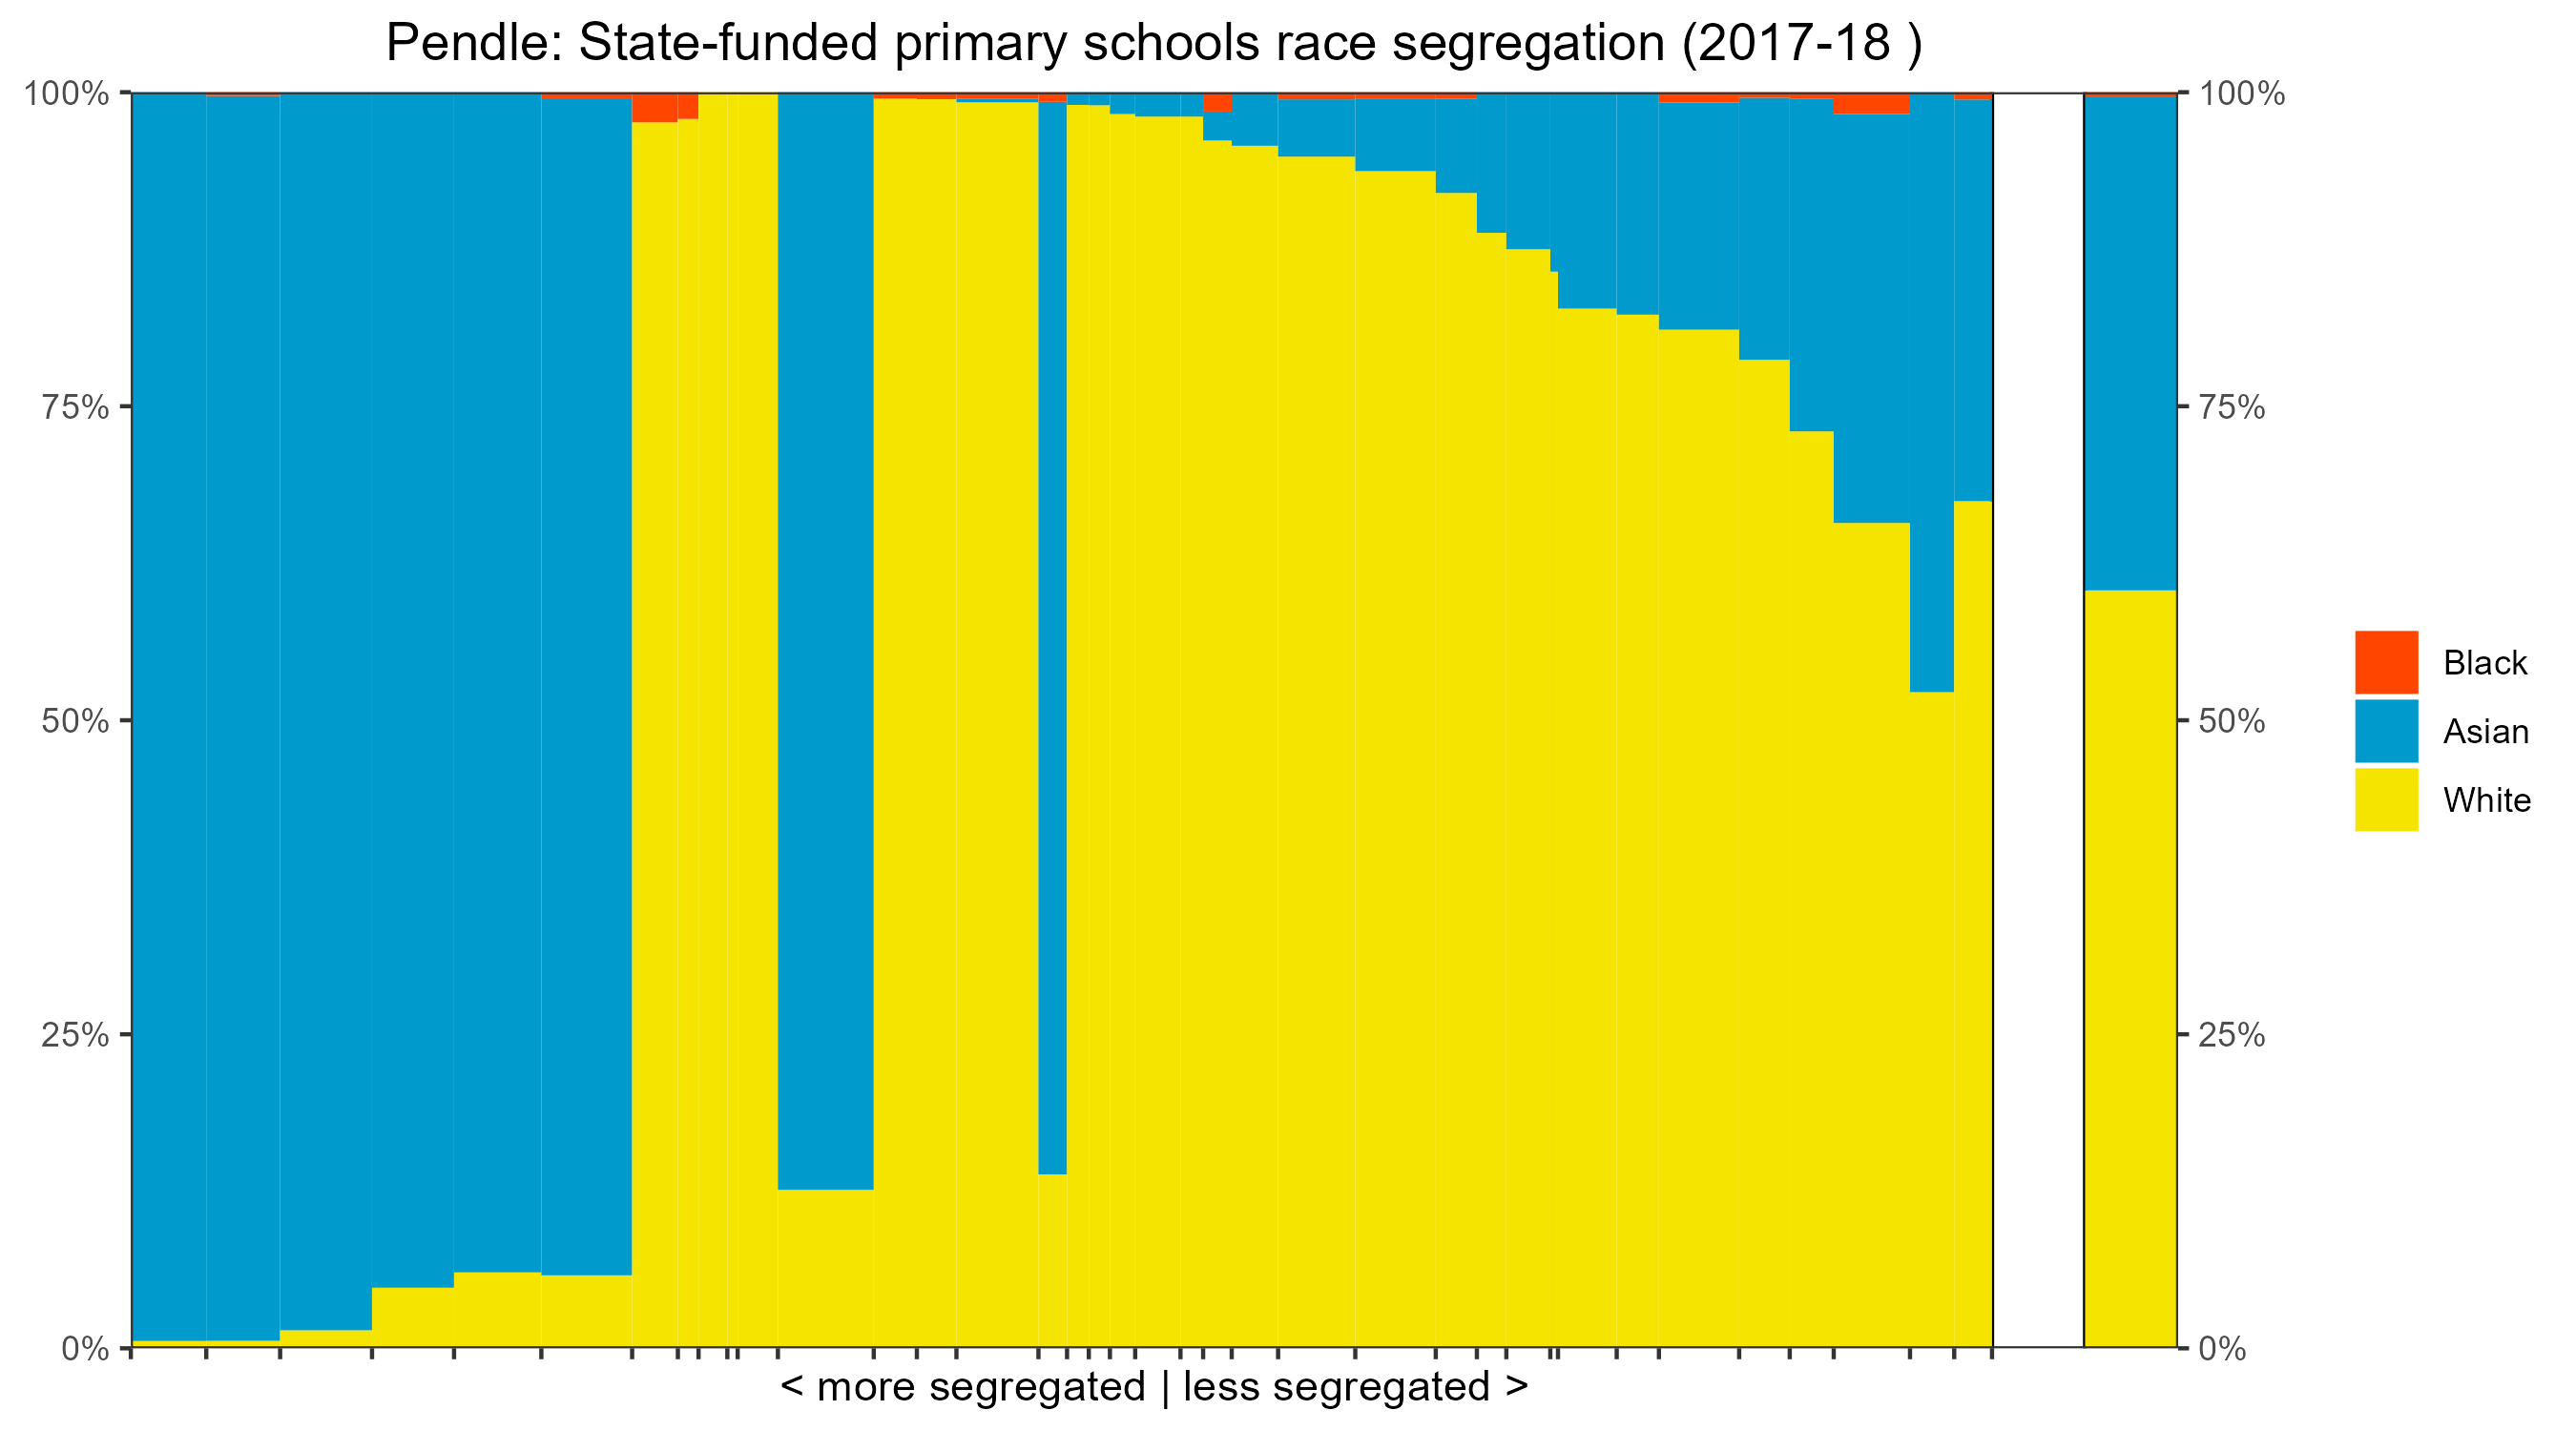 Pendle: State-funded primary schools race segregation (2017-18 )
100%
75%
50%
25%
0%
100%
75%
50%
25%
0%
Black
Asian
White
< more segregated | less segregated >